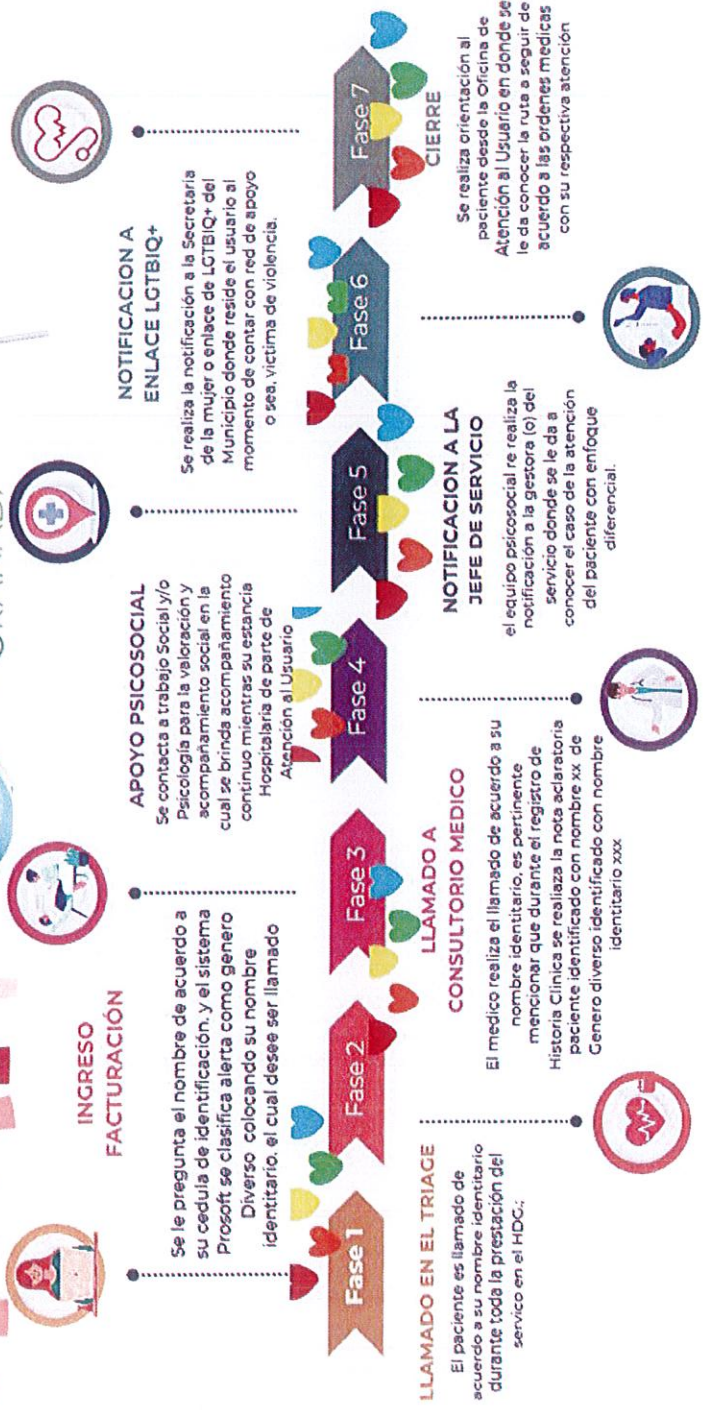 INGRESO
FACTURACIÓN
Se le pregunta el nombre de acuerdo a
su cedula de identificación. y el sistema
Prosoft se clasifica alerta como genero
Diverso colocando su nombre
identitario. el cual desee ser llamado
Fase 1
LLAMADO EN EL TRIAGE
El paciente es llamado de
acuerdo a su nombre identitario
durante toda la prestación del
servico en el HDG.:
Fase 2
Fase 3
LLAMADO A
CONSULTORIO MEDICO
El medico realiza el llamado de acuerdo a su
nombre identitario, es pertinente
mencionar que durante el registro de
Historia Clinica se realiaza la nota aclaratoria
paciente identificado con nombre xx de
Genero diverso identificado con nombre
identitario xxx
APOYO PSICOSOCIAL
Se contacta a trabajo Social y/o
Psicología para la valoración y
acompañamiento social en la
cual se brinda acompañamiento
continuo mientras su estancia
Hospitalaria de parte de
Atención al Usuario
Fase 4
Fase 5
NOTIFICACION A LA
JEFE DE SERVICIO
el equipo psicosocial re realiza la
notificación a la gestora (o) del
servicio donde se le da a
conocer el caso de la atención
del paciente con enfoque
diferencial.
NOTIFICACION A
ENLACE LGTBIQ+
Se realiza la notificación a la Secretaria
de la mujer o enlace de LGTBIQ+ del
Municipio donde reside el usuario al
momento de contar con red de apoyo
o sea, victima de violencia.
Fase 6
Fase 7
CIERRE
Se realiza orientación al
paciente desde la Oficina de
Atención al Usuario en donde se
le da conocer la ruta a seguir de
acuerdo a las ordenes medicas
con su respectiva atención